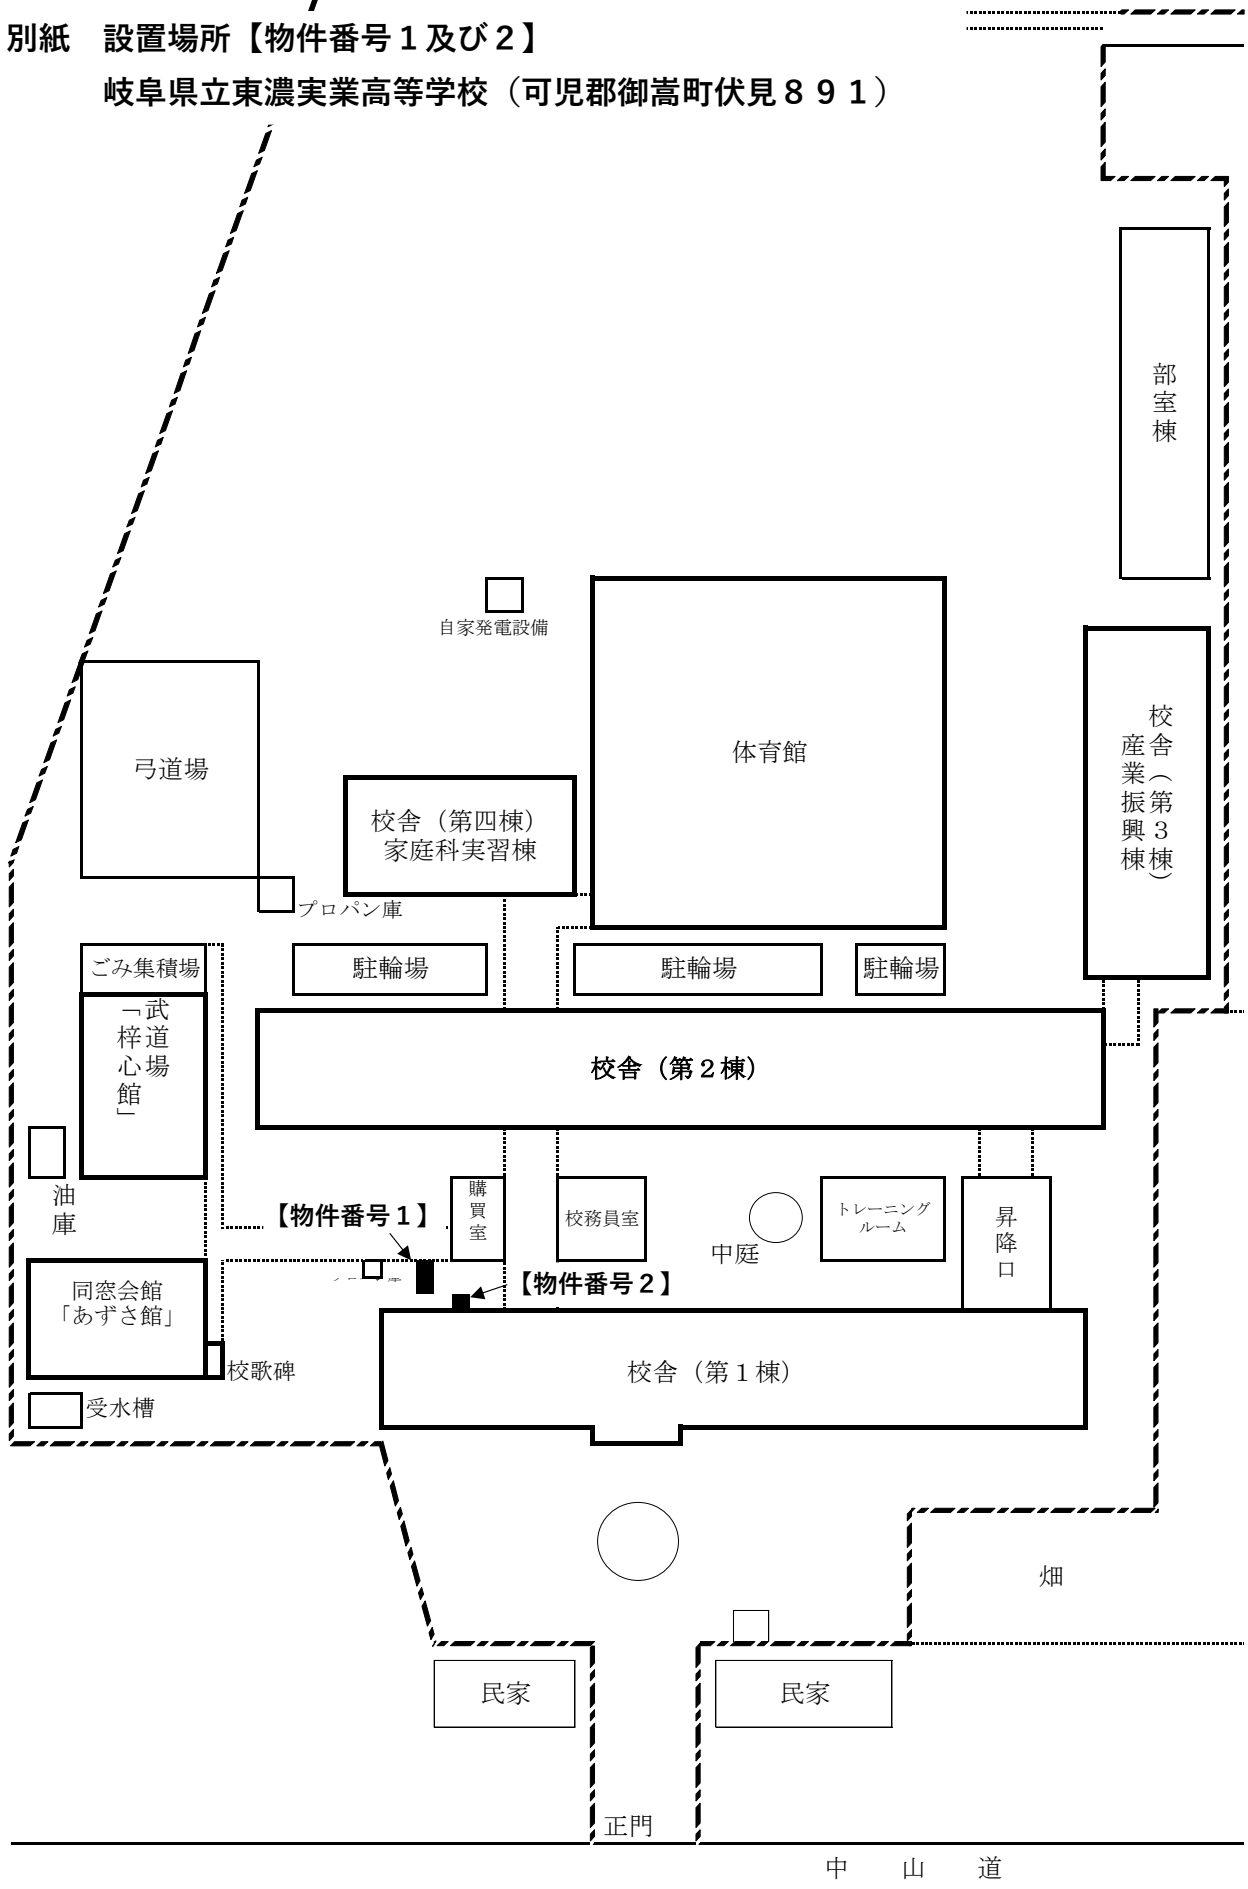 別紙　設置場所【物件番号１及び２】
岐阜県立東濃実業高等学校（可児郡御嵩町伏見８９１）
部室棟
自家発電設備
体育館
校舎（第３棟）
産業振興棟
弓道場
校舎（第四棟）
家庭科実習棟
プロパン庫
ごみ集積場
駐輪場
駐輪場
駐輪場
武道場
「梓心館」
校舎（第２棟）
油庫
購買室
【物件番号１】
校務員室
中庭
トレーニング
ルーム
昇降口
【物件番号２】
同窓会館
「あずさ館」
校歌碑
校舎（第１棟）
受水槽
畑
民家
民家
正門
中　山　道